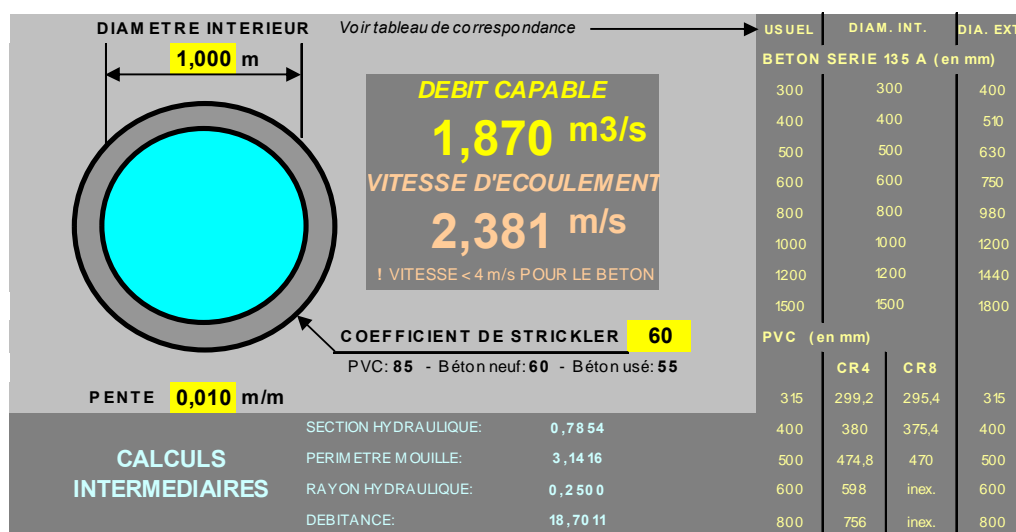 DIAMETRE INTERIEUR
1,000 m
Voir tableau de correspondance
DEBIT CAPABLE
1,870 m3/s
VITESSE D'ECOULEMENT
2,381 m/s
! VITESSE < 4 m/s POUR LE BETON
COEFFICIENT DE STRICKLER 60
PVC: 85 - Béton neuf: 60 - Béton usé: 55
PENTE 0,010 m/m
CALCULS
INTERMEDIAIRES
SECTION HYDRAULIQUE: 0,7854
PERIMETRE MOUILLE: 3,1416
RAYON HYDRAULIQUE: 0,2500
DEBITANCE: 18,7011
USUEL DIAM. INT. DIA. EXT
BETON SERIE 135 A (en mm)
300 300 400
400 400 510
500 500 630
600 600 750
800 800 980
1000 1000 1200
1200 1200 1440
1500 1500 1800
PVC (en mm)
CR4 CR8
315 299,2 295,4 315
400 380 375,4 400
500 474,8 470 500
600 598 inex. 600
800 756 inex. 800